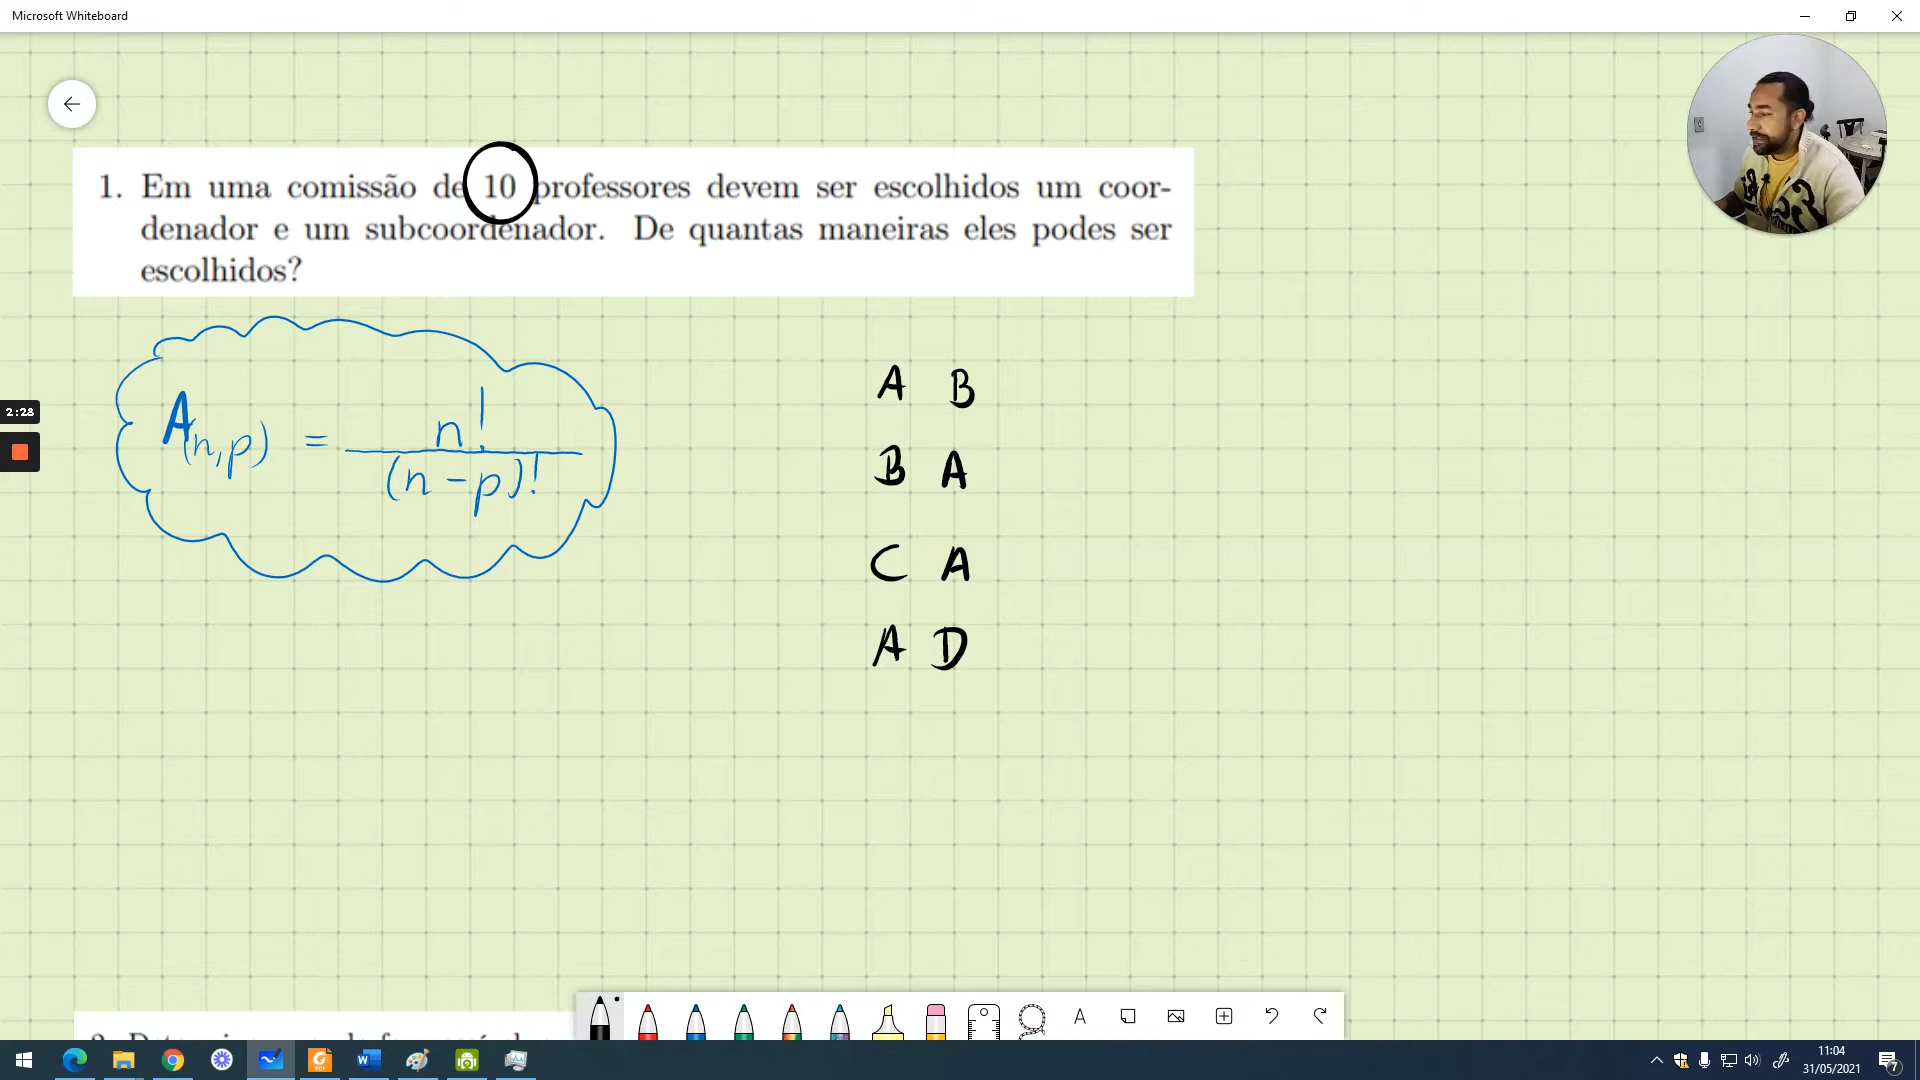 Microsoft Whiteboard
1. Em uma comissão de 10 professores devem ser escolhidos um coor-
denador e um subcoordenador. De quantas maneiras eles podes ser
escolhidos?
A(n,p) = n! / (n-p)!
A B
B A
C A
A D
2:28
A
11:04
31/05/2021
7